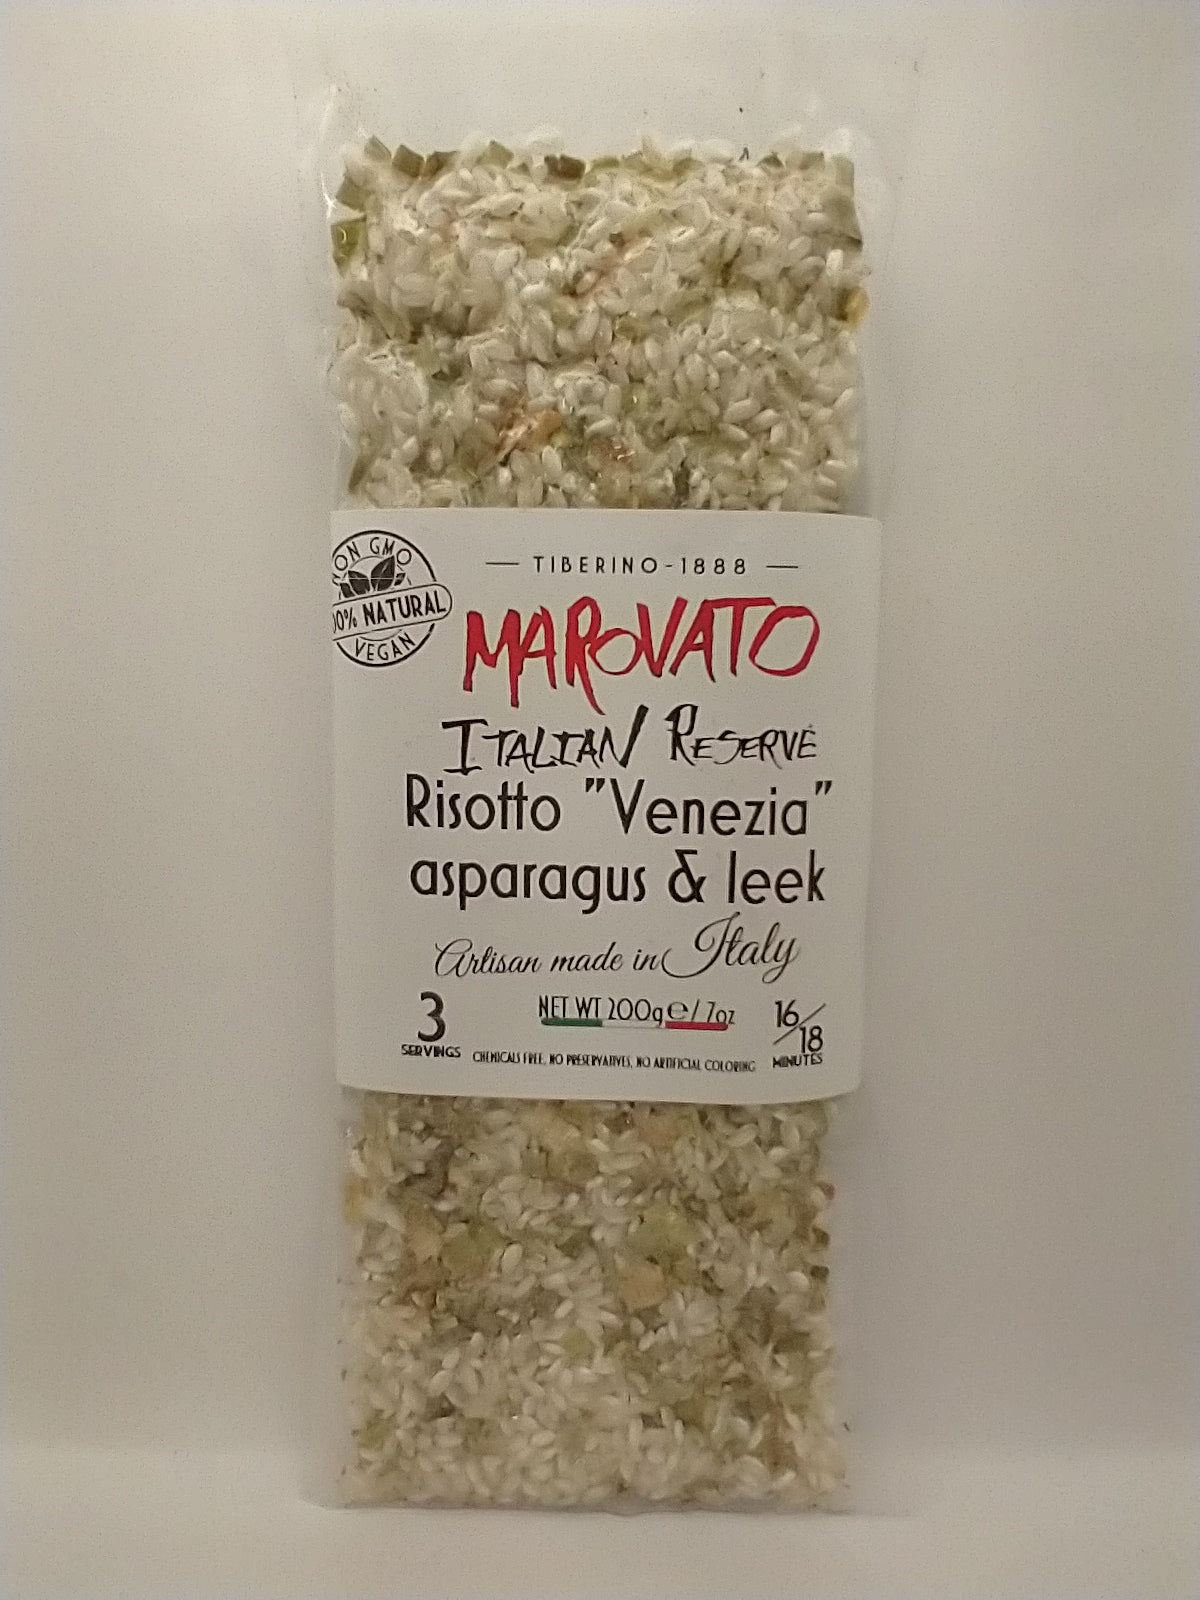 NON GMO
100% NATURAL
VEGAN
TIBERINO-1888
MAROVATO
ITALIAN RESERVE
Risotto "Venezia"
asparagus & leek
Artisan made in Italy
3
SERVINGS
NET WT 200g e / 7oz
16/18
MINUTES
CHEMICALS FREE, NO PRESERVATIVES, NO ARTIFICIAL COLORING